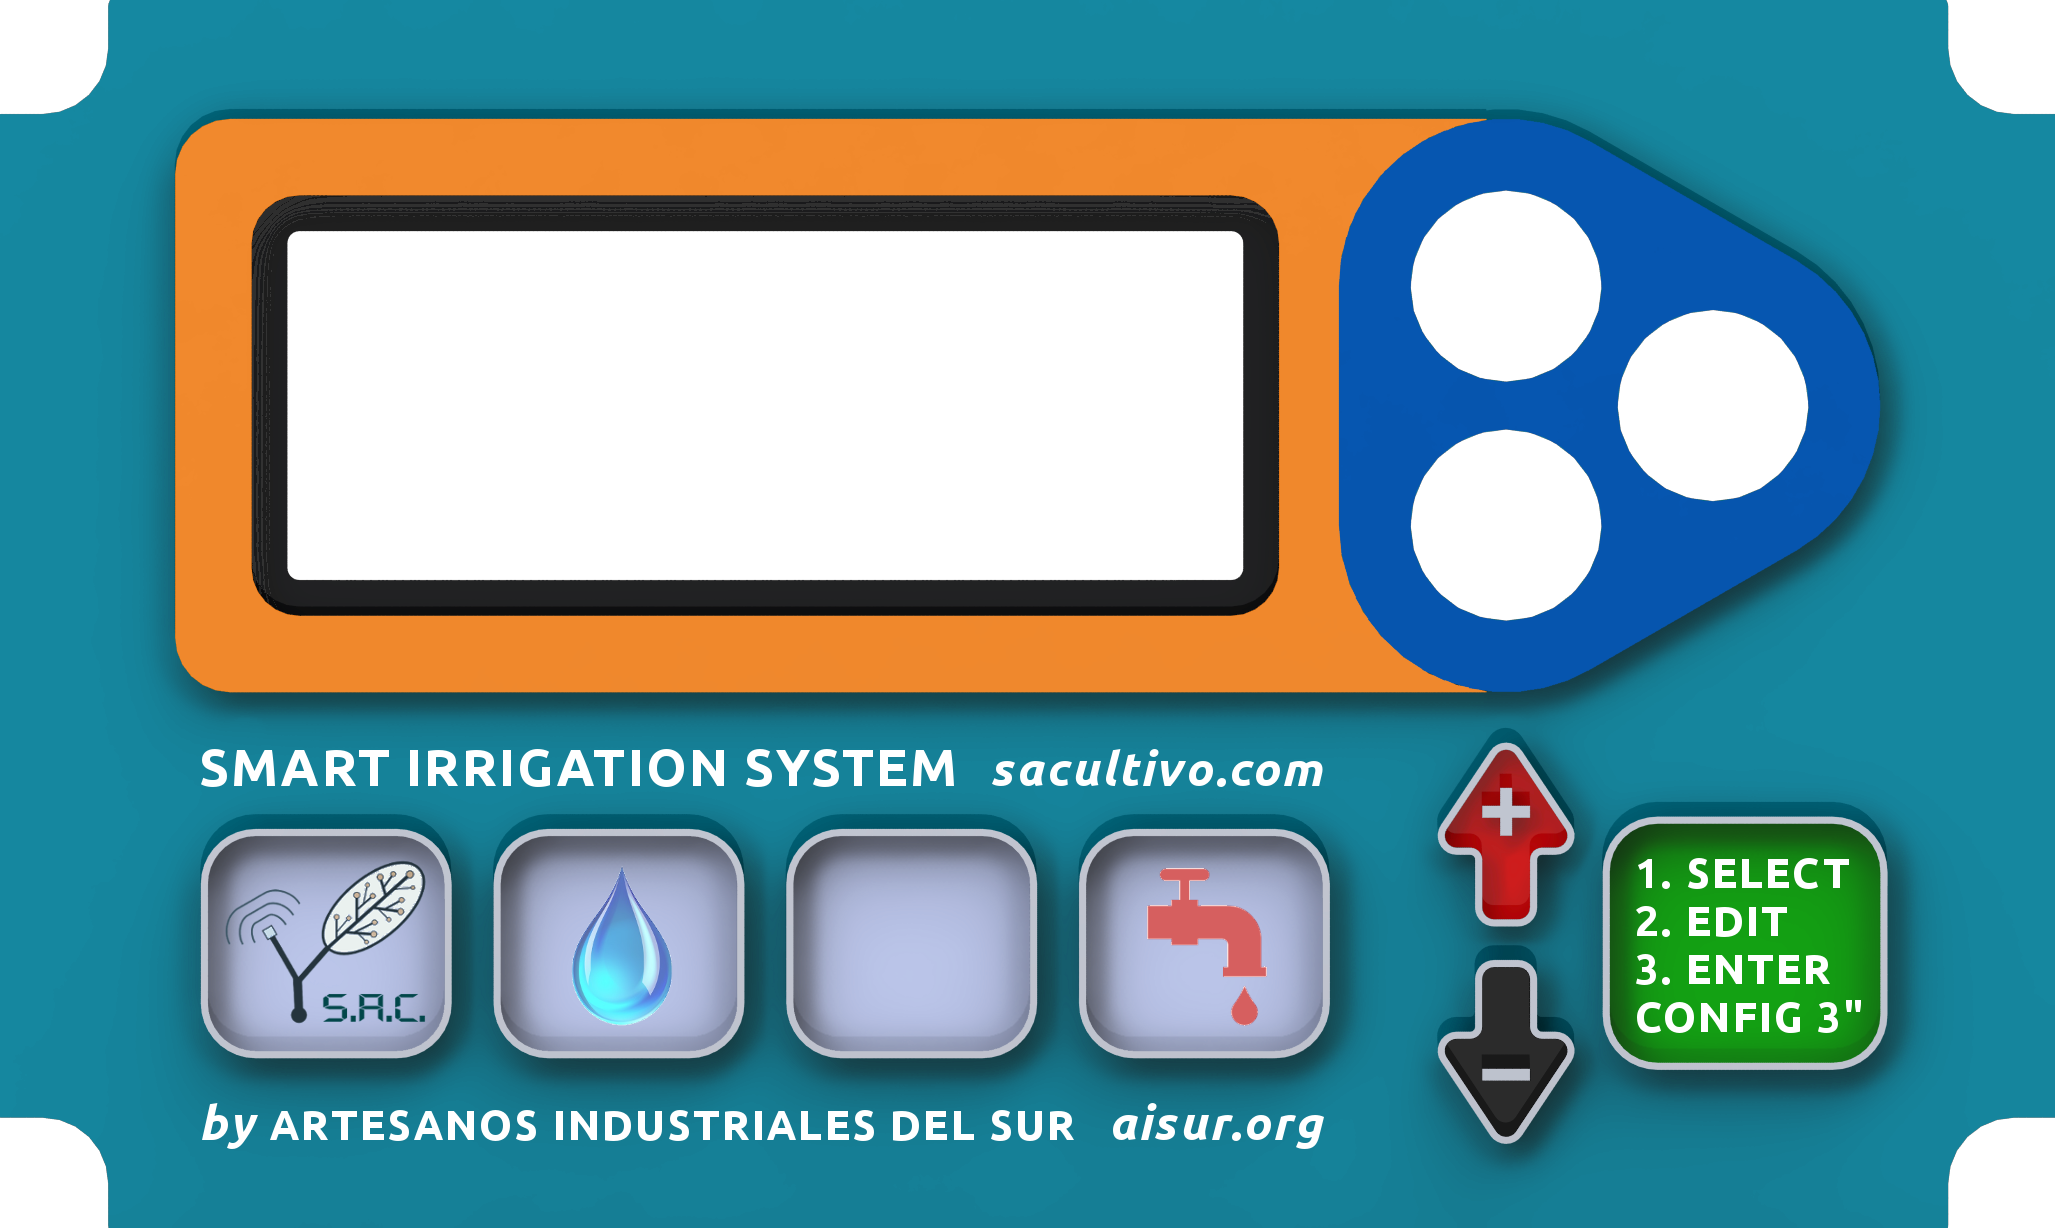 SMART IRRIGATION SYSTEM sacultivo.com
+
S.A.C.
1. SELECT
2. EDIT
3. ENTER
CONFIG 3"
-
by ARTESANOS INDUSTRIALES DEL SUR aisur.org